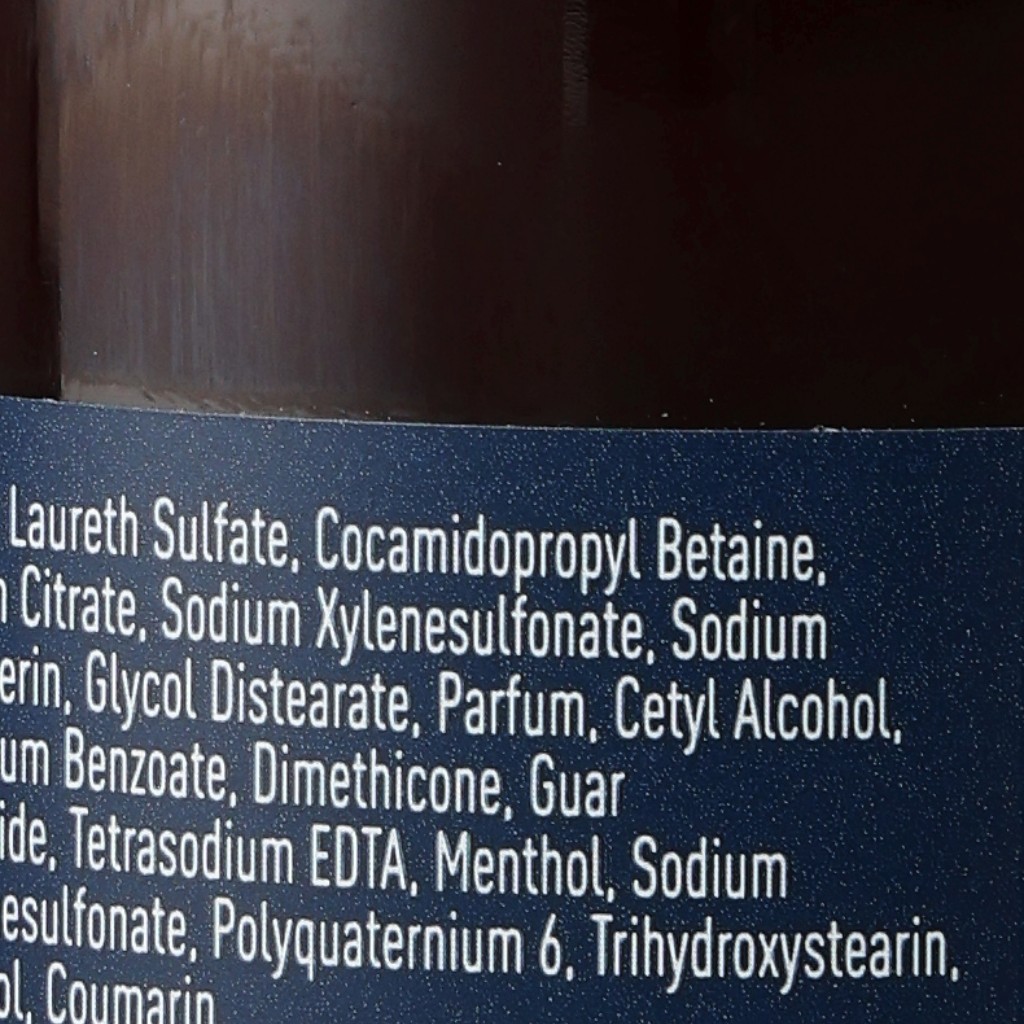 Laureth Sulfate, Cocamidopropyl Betaine,
Citrate, Sodium Xylenesulfonate, Sodium
erin, Glycol Distearate, Parfum, Cetyl Alcohol,
um Benzoate, Dimethicone, Guar
ide, Tetrasodium EDTA, Menthol, Sodium
esulfonate, Polyquaternium 6, Trihydroxystearin,
ol, Coumarin